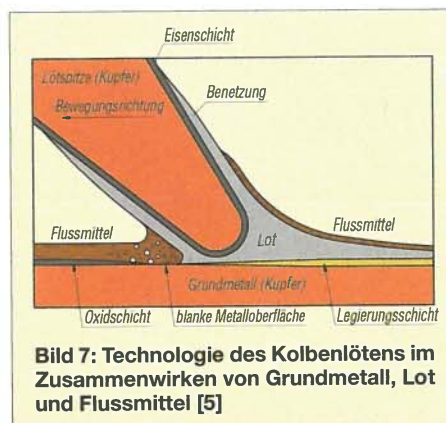 Eisenschicht
Lötspitze (Kupfer)
Bewegungsrichtung
Benetzung
Flussmittel
Flussmittel
Lot
Grundmetall (Kupfer)
Oxidschicht
blanke Metalloberfläche
Legierungsschicht
Bild 7: Technologie des Kolbenlötens im
Zusammenwirken von Grundmetall, Lot
und Flussmittel [5]